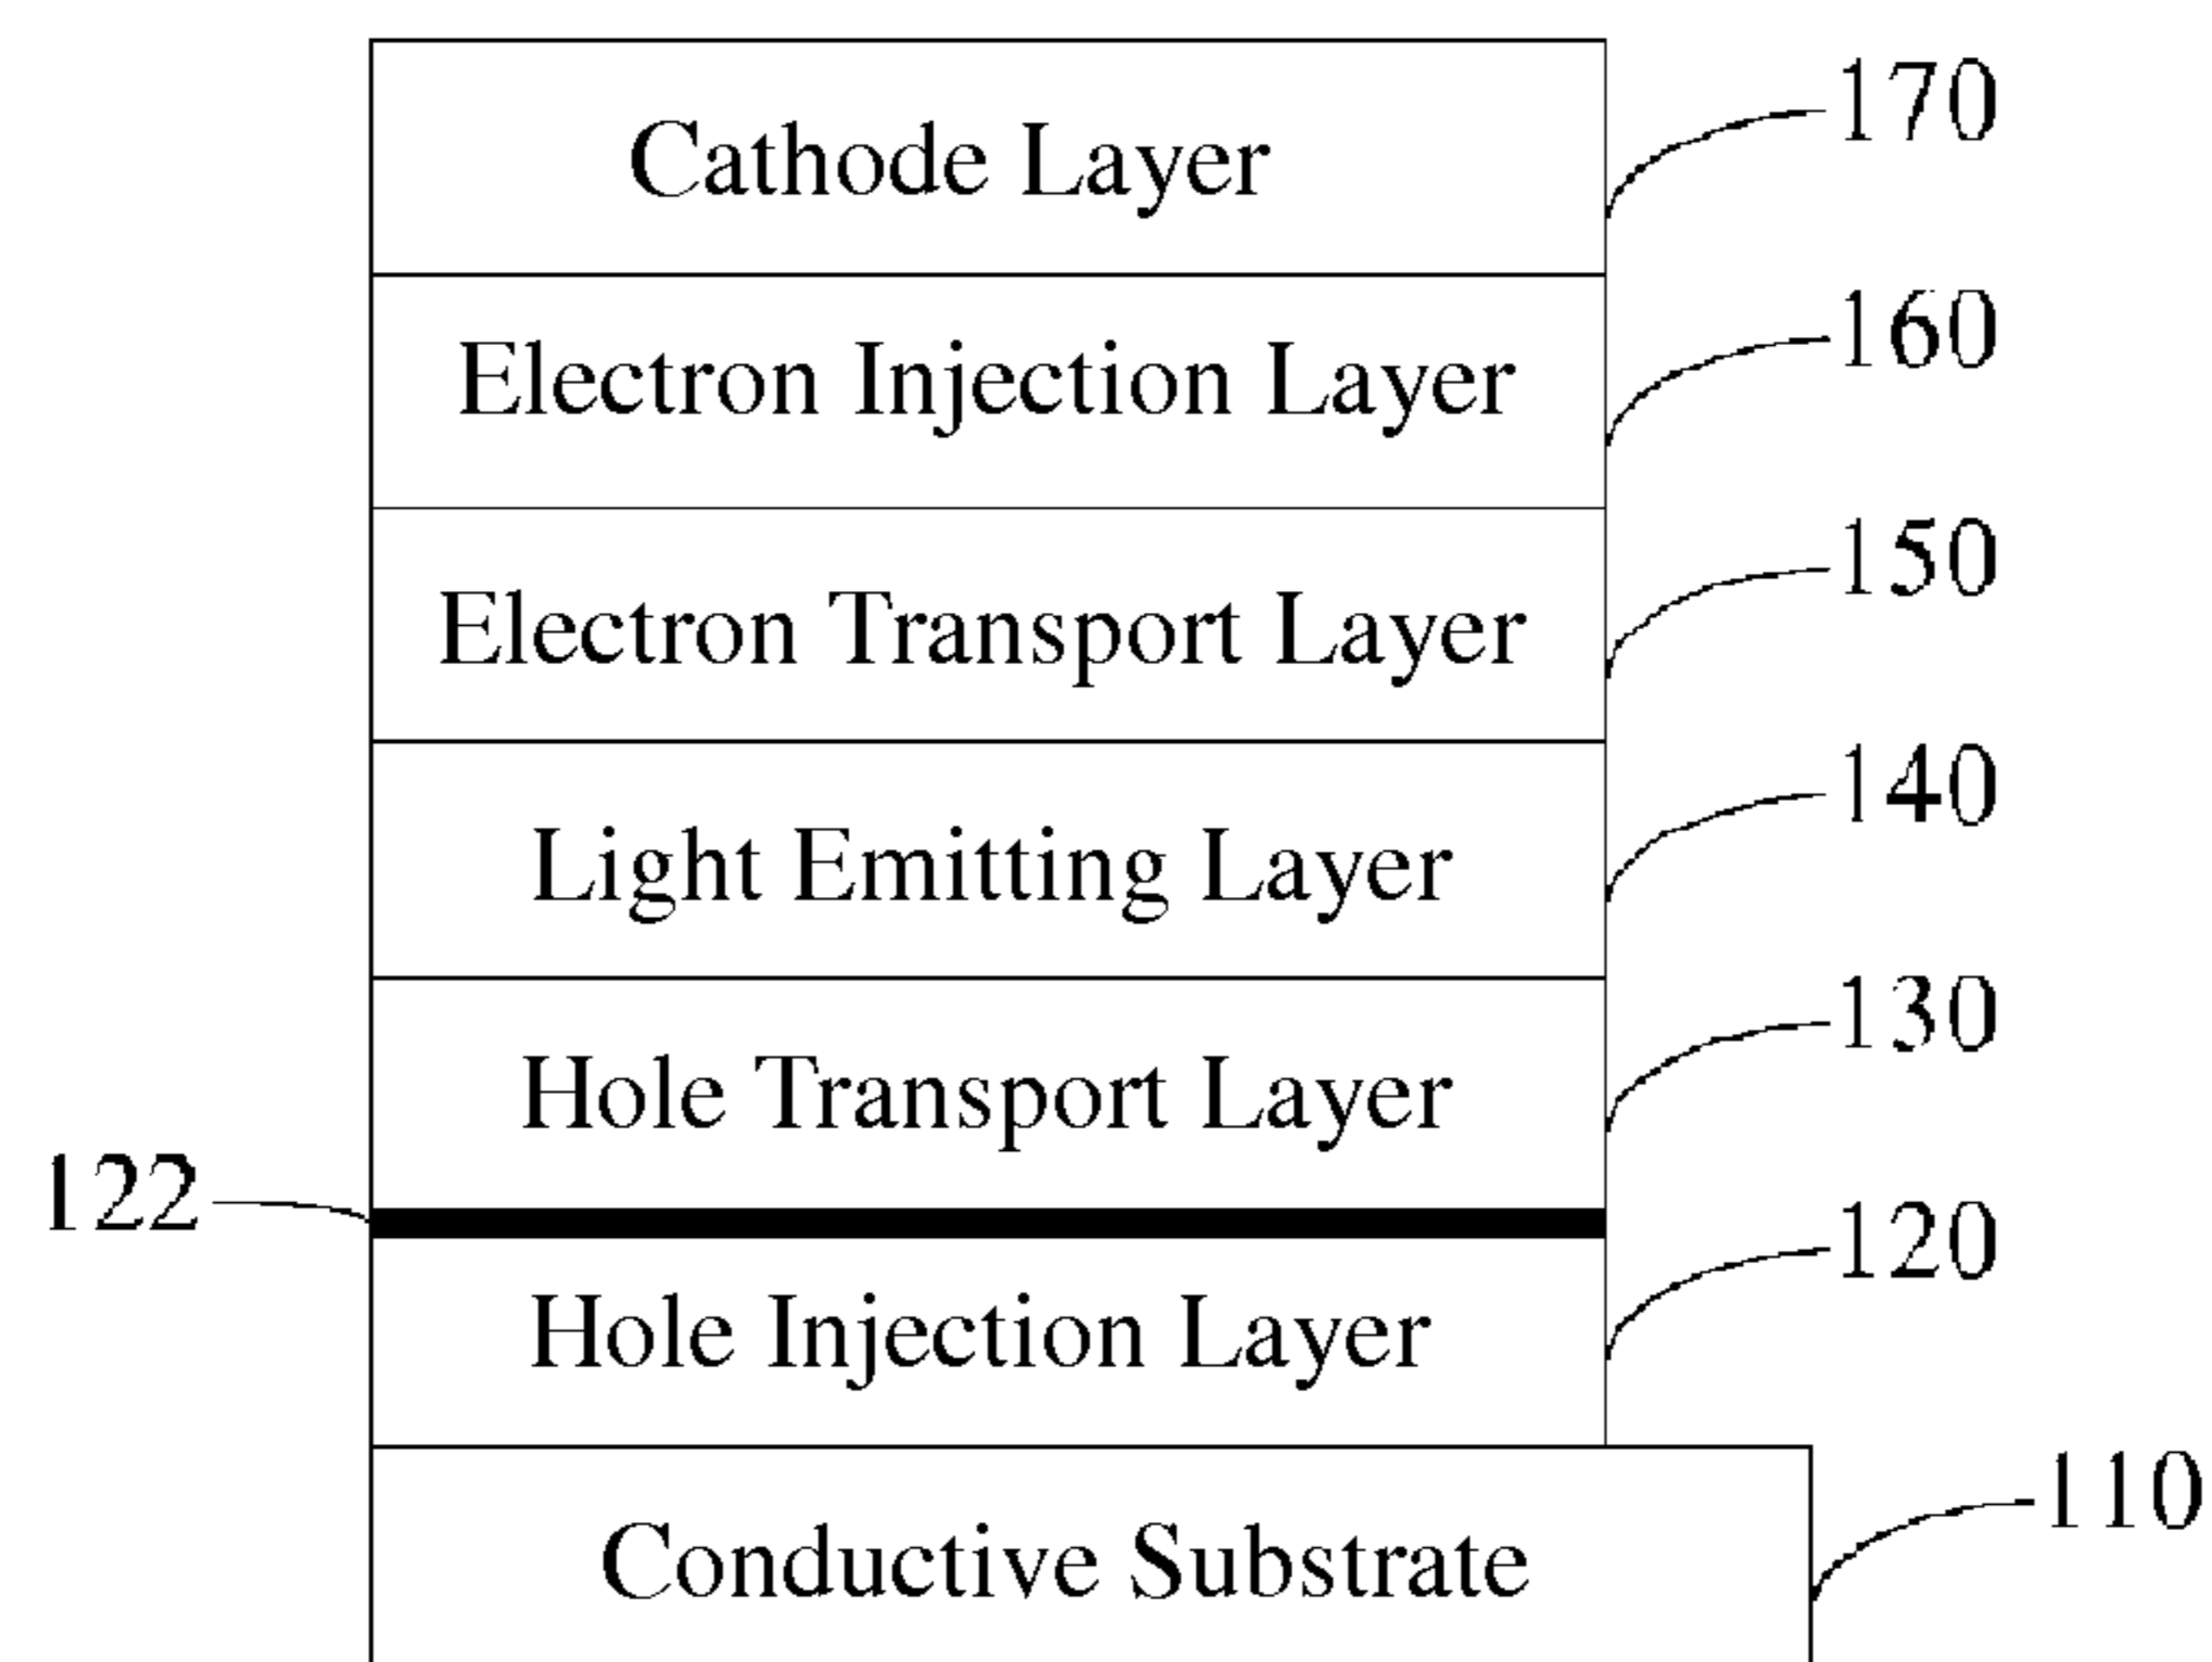 Cathode Layer 170
Electron Injection Layer 160
Electron Transport Layer 150
Light Emitting Layer 140
Hole Transport Layer 130
122
Hole Injection Layer 120
Conductive Substrate 110